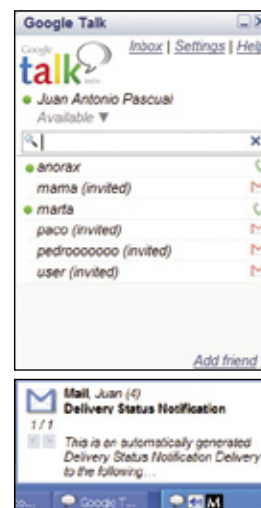 Google Talk
Google
talk
Inbox | Settings | Help
Juan Antonio Pascual
Available ▼
anorax
mama (invited)
marta
paco (invited)
pedrooooooo (invited)
user (invited)
Add friend
Mail, Juan (4)
Delivery Status Notification
1/1
This is an automatically generated
Delivery Status Notification Delivery
to the following...
Google T...